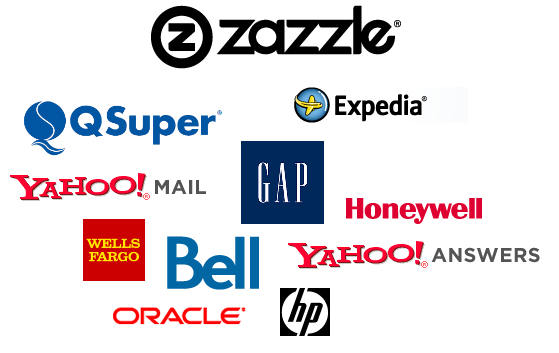 Z zazzle®
QSuper®
Expedia®
YAHOO!® MAIL
GAP
Honeywell
WELLS
FARGO
Bell
YAHOO!® ANSWERS
ORACLE®
hp